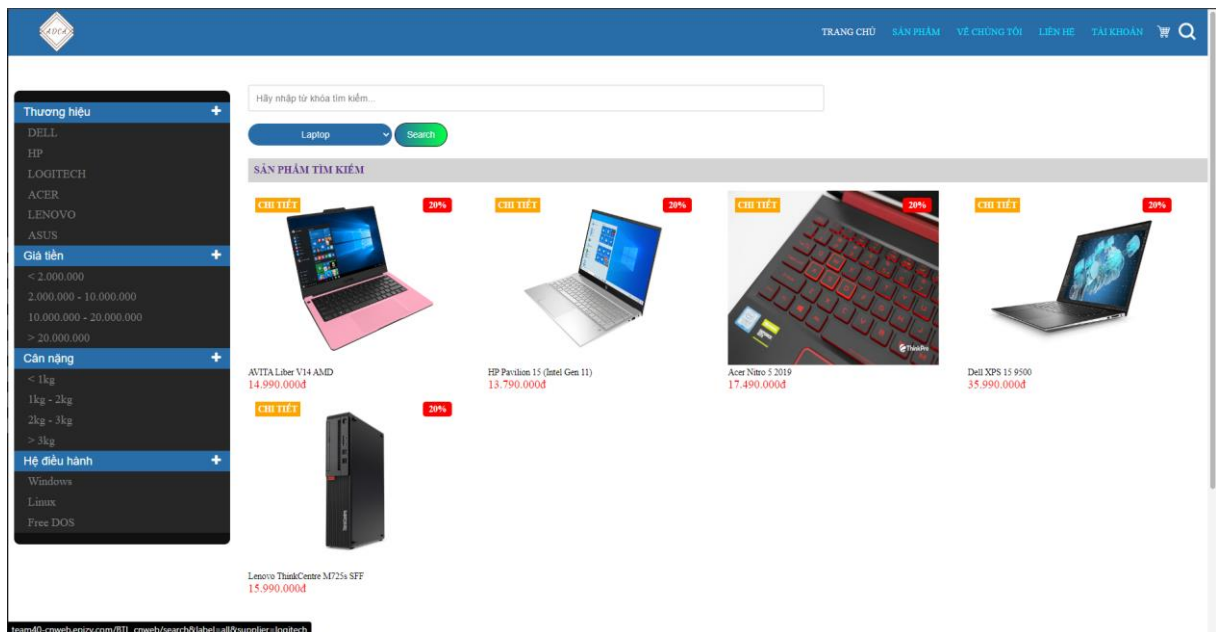 ADCA
TRANG CHỦ SẢN PHẨM VỀ CHÚNG TÔI LIÊN HỆ TÀI KHOẢN
Hãy nhập từ khóa tìm kiếm...
Laptop Search
Thương hiệu +
DELL
HP
LOGITECH
ACER
LENOVO
ASUS
Giá tiền +
< 2.000.000
2.000.000 - 10.000.000
10.000.000 - 20.000.000
> 20.000.000
Cân nặng +
< 1kg
1kg - 2kg
2kg - 3kg
> 3kg
Hệ điều hành +
Windows
Linux
Free DOS
SẢN PHẨM TÌM KIẾM
CHI TIẾT 20% CHI TIẾT 20% CHI TIẾT 20% CHI TIẾT 20%
ThinkPro
AVITA Liber V14 AMD HP Pavilion 15 (Intel Gen 11) Acer Nitro 5 2019 Dell XPS 15 9500
14.990.000đ 13.790.000đ 17.490.000đ 35.990.000đ
CHI TIẾT 20%
Lenovo ThinkCentre M725s SFF
15.990.000đ
team40-cnweb.epizy.com/BTL_cnweb/search&label=all&supplier=logitech